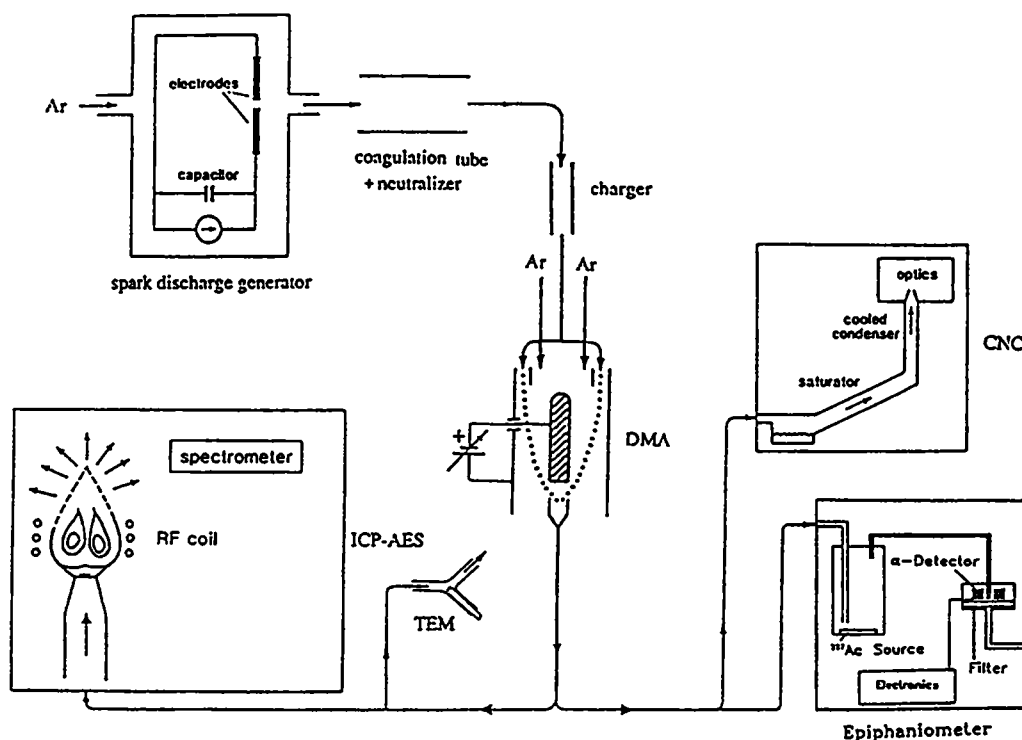 Ar
electrodes
capacitor
spark discharge generator
coagulation tube
+ neutralizer
charger
Ar
Ar
DMA
optics
cooled
condenser
saturator
CNC
spectrometer
RF coil
ICP-AES
TEM
α-Detector
Ac Source
Filter
Electronics
Epiphaniometer